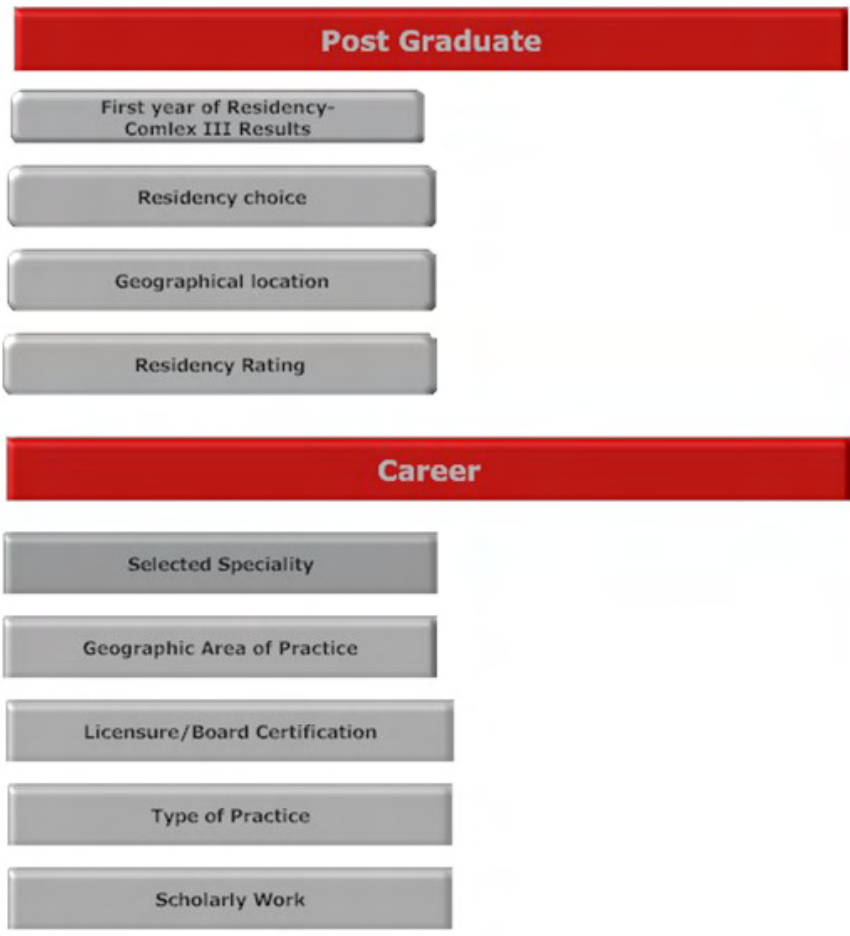 Post Graduate
First year of Residency-
Comlex III Results
Residency choice
Geographical location
Residency Rating
Career
Selected Speciality
Geographic Area of Practice
Licensure/Board Certification
Type of Practice
Scholarly Work